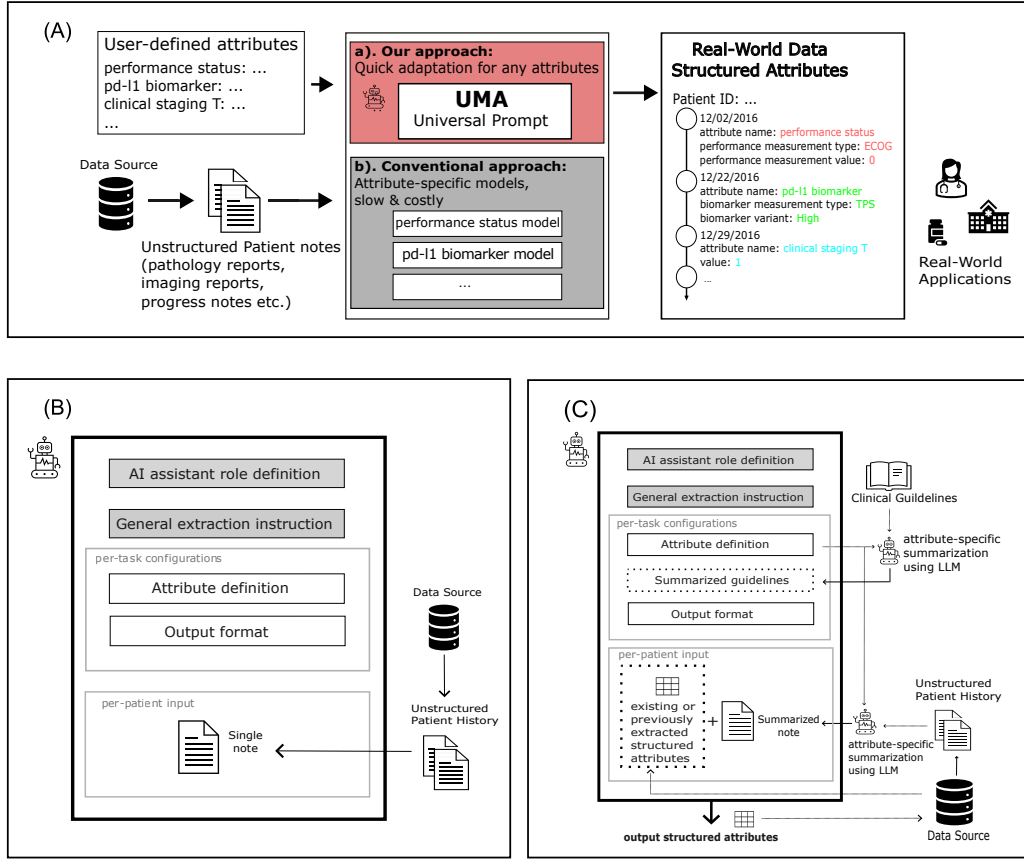 (A)
User-defined attributes
performance status: ...
pd-l1 biomarker: ...
clinical staging T: ...
...
Data Source
Unstructured Patient notes
(pathology reports,
imaging reports,
progress notes etc.)
a). Our approach:
Quick adaptation for any attributes
UMA
Universal Prompt
b). Conventional approach:
Attribute-specific models,
slow & costly
performance status model
pd-l1 biomarker model
...
Real-World Data
Structured Attributes
Patient ID: ...
12/02/2016
attribute name: performance status
performance measurement type: ECOG
performance measurement value: 0
12/22/2016
attribute name: pd-l1 biomarker
biomarker measurement type: TPS
biomarker variant: High
12/29/2016
attribute name: clinical staging T
value: 1
...
Real-World
Applications
(B)
AI assistant role definition
General extraction instruction
per-task configurations
Attribute definition
Output format
per-patient input
Single
note
Data Source
Unstructured
Patient History
(C)
AI assistant role definition
General extraction instruction
per-task configurations
Attribute definition
Summarized guidelines
Output format
per-patient input
existing or
previously
extracted
structured
attributes
+
Summarized
note
output structured attributes
Clinical Guildelines
attribute-specific
summarization
using LLM
Unstructured
Patient History
attribute-specific
summarization
using LLM
Data Source